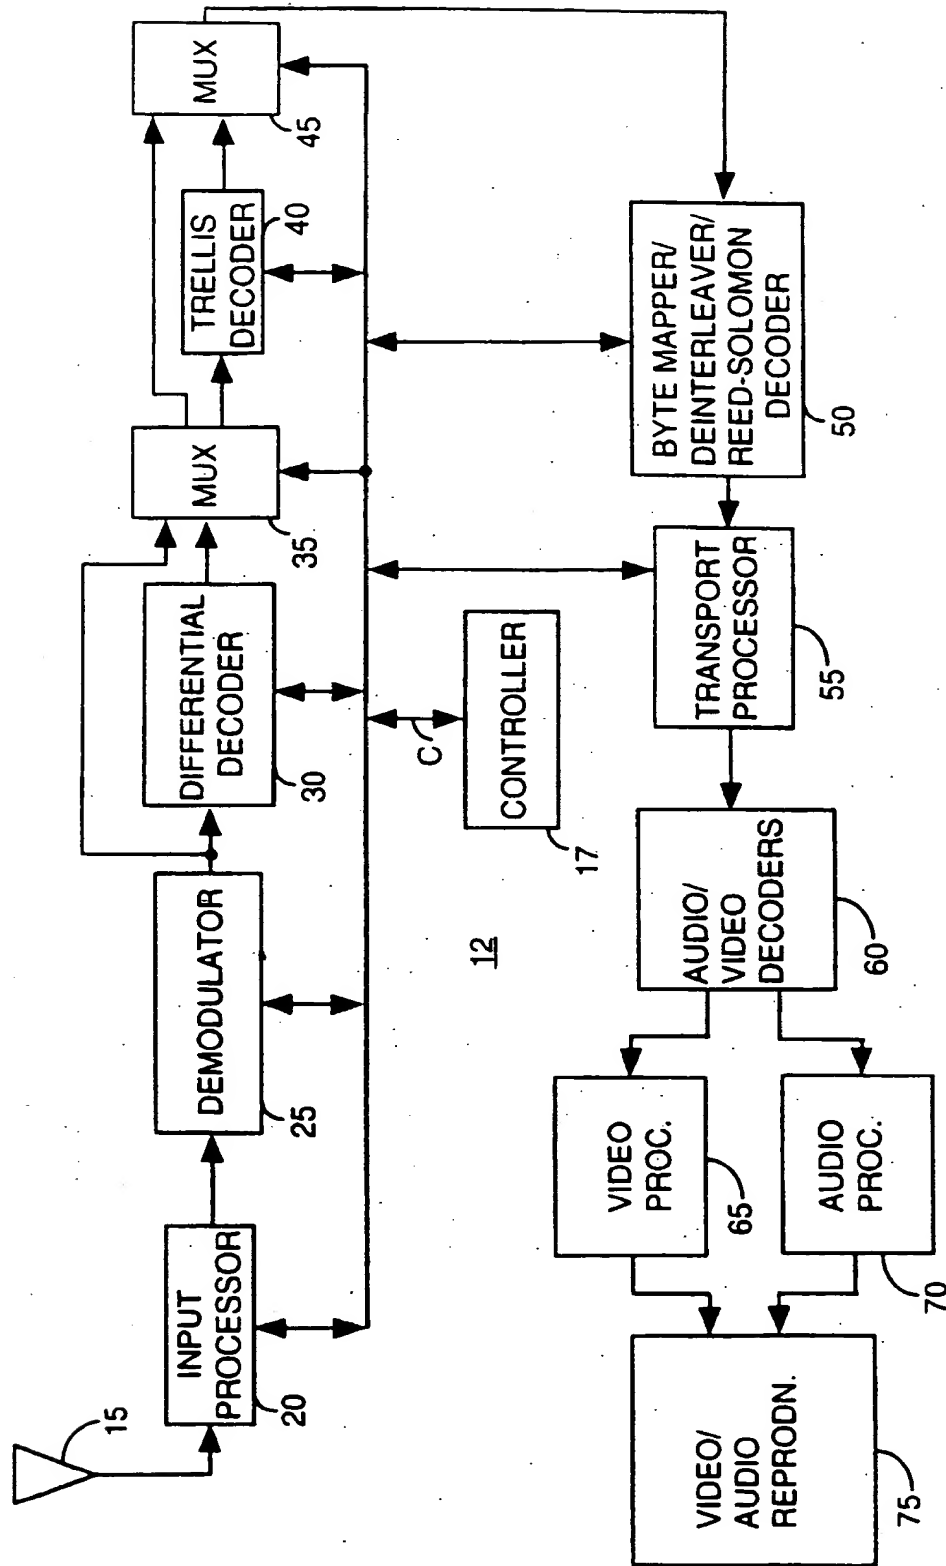 15
INPUT
PROCESSOR
20
DEMODULATOR
25
DIFFERENTIAL
DECODER
30
MUX
35
TRELLIS
DECODER
40
MUX
45
12
C
CONTROLLER
17
VIDEO/
AUDIO
REPRODN.
75
VIDEO
PROC.
65
AUDIO
PROC.
70
AUDIO/
VIDEO
DECODERS
60
TRANSPORT
PROCESSOR
55
BYTE MAPPER/
DEINTERLEAVER/
REED-SOLOMON
DECODER
50